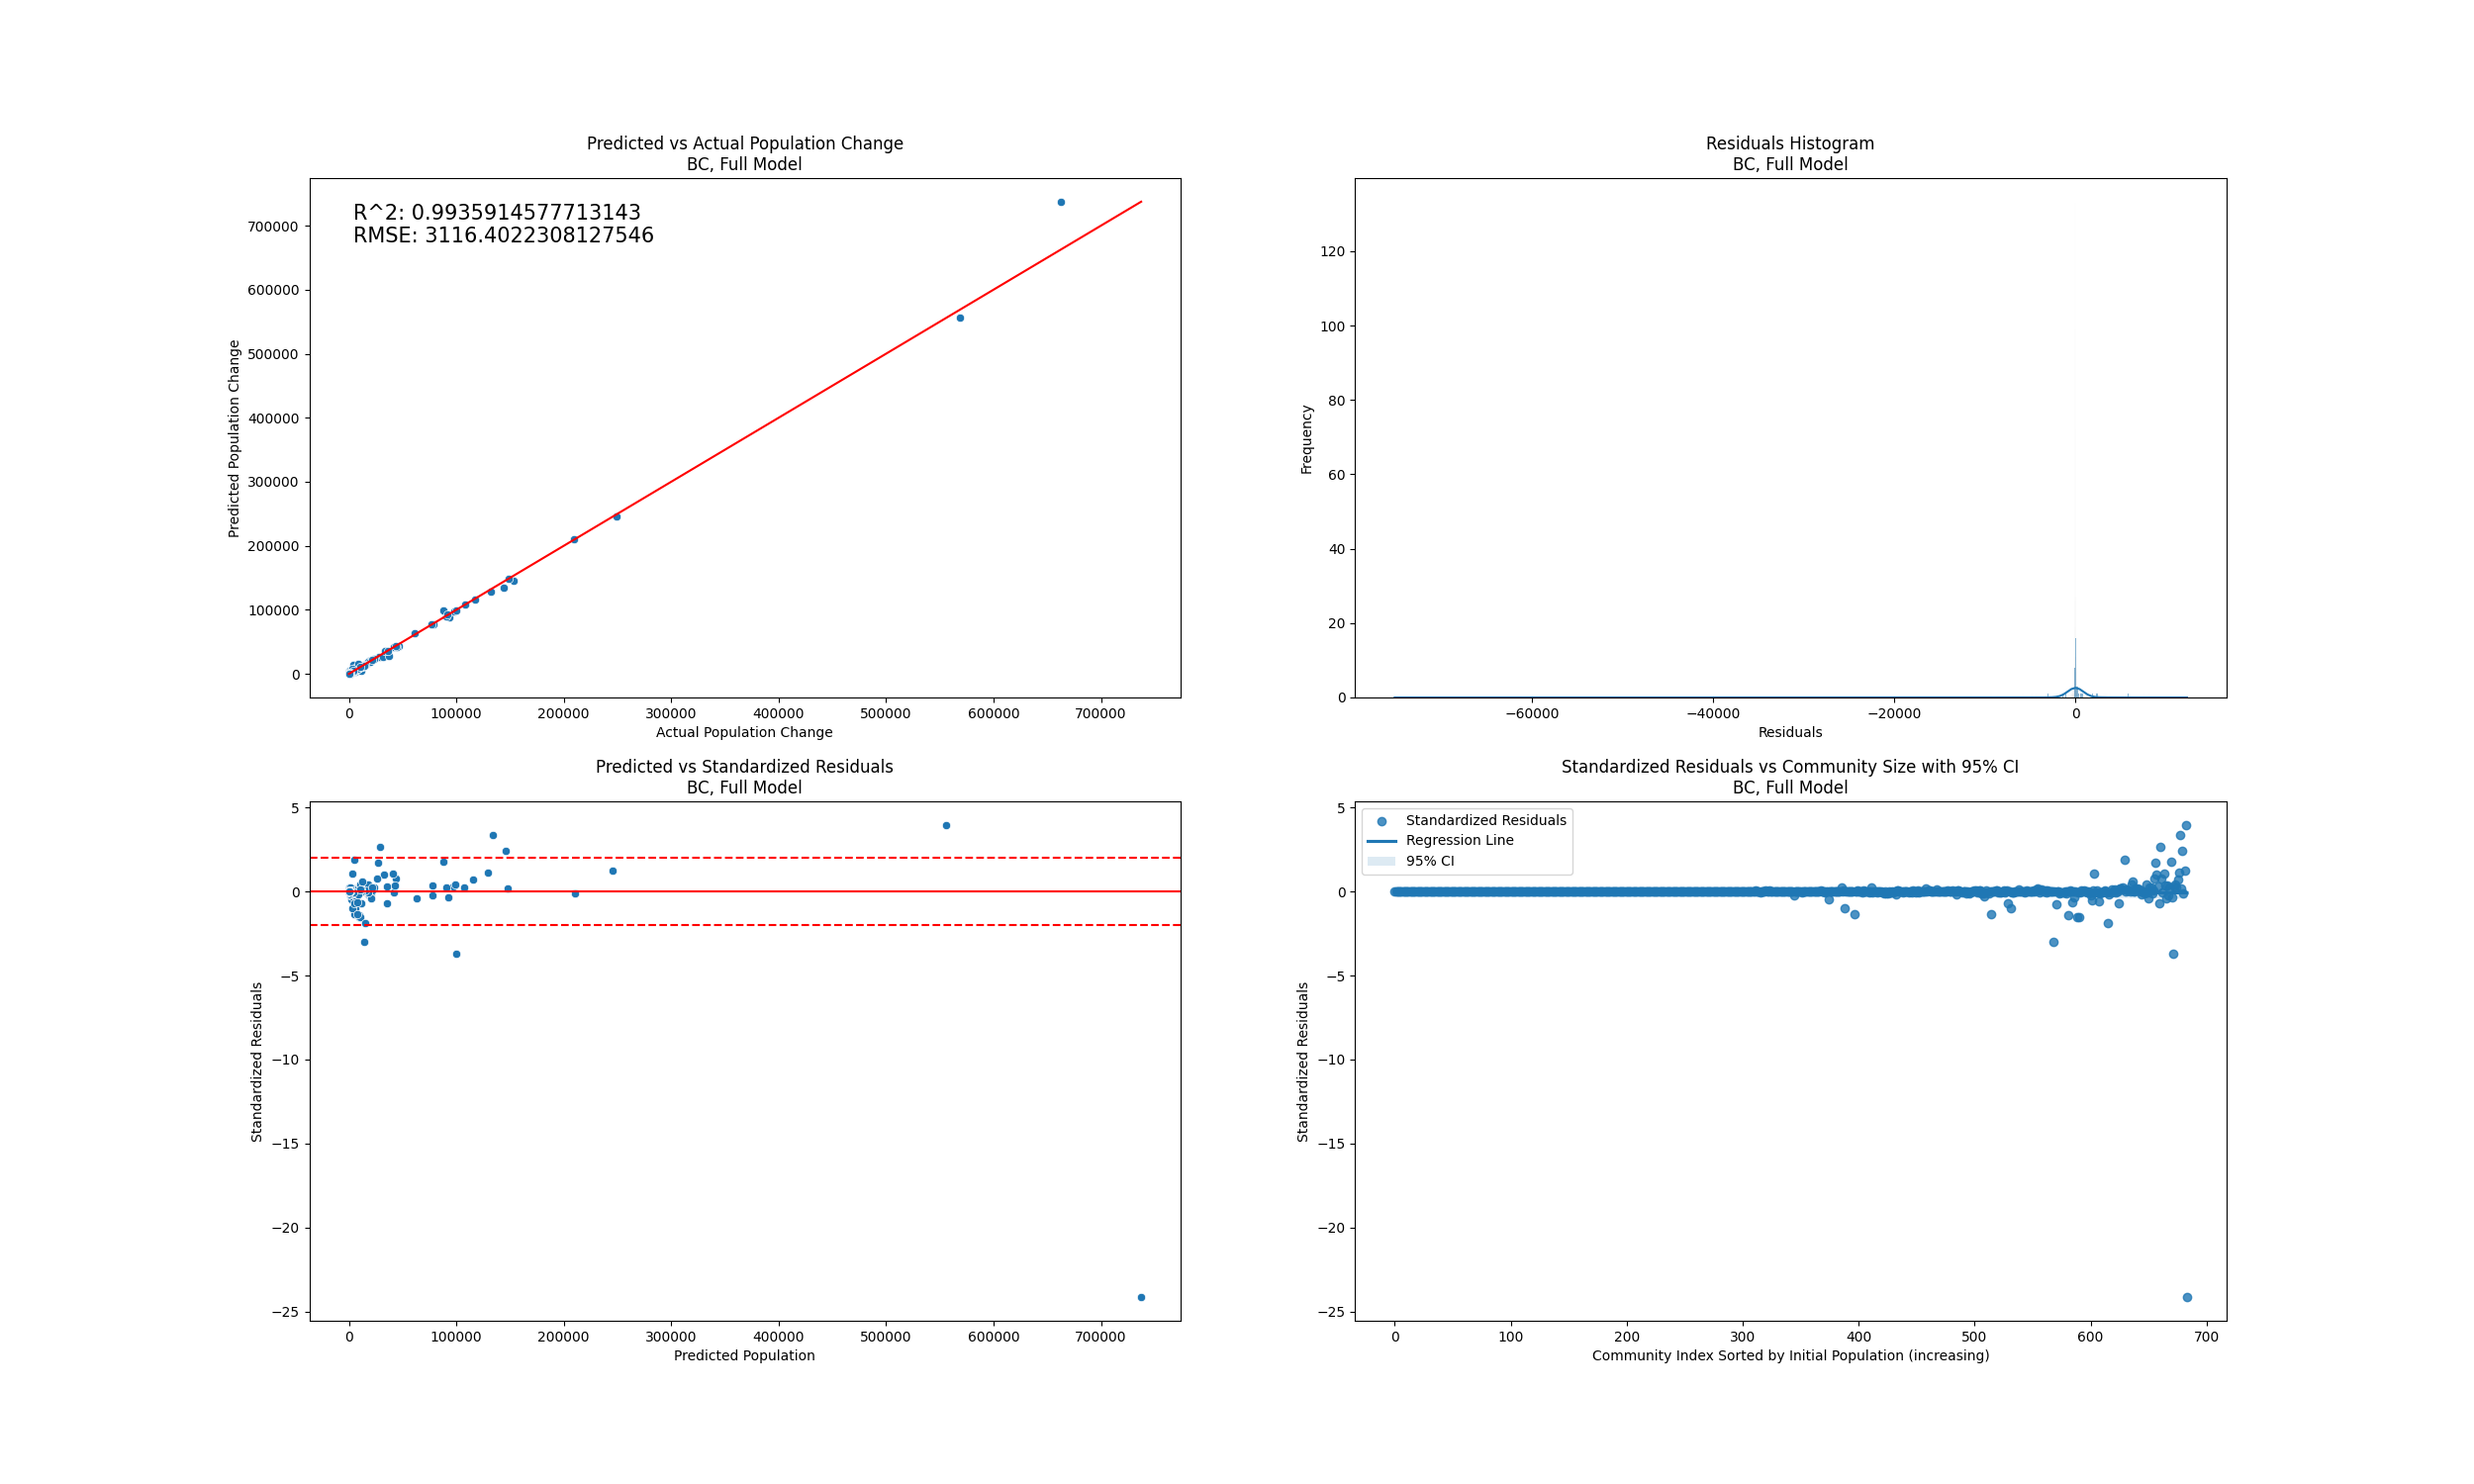 Predicted vs Actual Population Change
BC, Full Model
R^2: 0.9935914577713143
RMSE: 3116.4022308127546
700000
600000
500000
400000
300000
200000
100000
0
Predicted Population Change
0 100000 200000 300000 400000 500000 600000 700000
Actual Population Change
Residuals Histogram
BC, Full Model
120
100
80
60
40
20
0
Frequency
−60000 −40000 −20000 0
Residuals
Predicted vs Standardized Residuals
BC, Full Model
5
0
−5
−10
−15
−20
−25
Standardized Residuals
0 100000 200000 300000 400000 500000 600000 700000
Predicted Population
Standardized Residuals vs Community Size with 95% CI
BC, Full Model
Standardized Residuals
Regression Line
95% CI
5
0
−5
−10
−15
−20
−25
Standardized Residuals
0 100 200 300 400 500 600 700
Community Index Sorted by Initial Population (increasing)